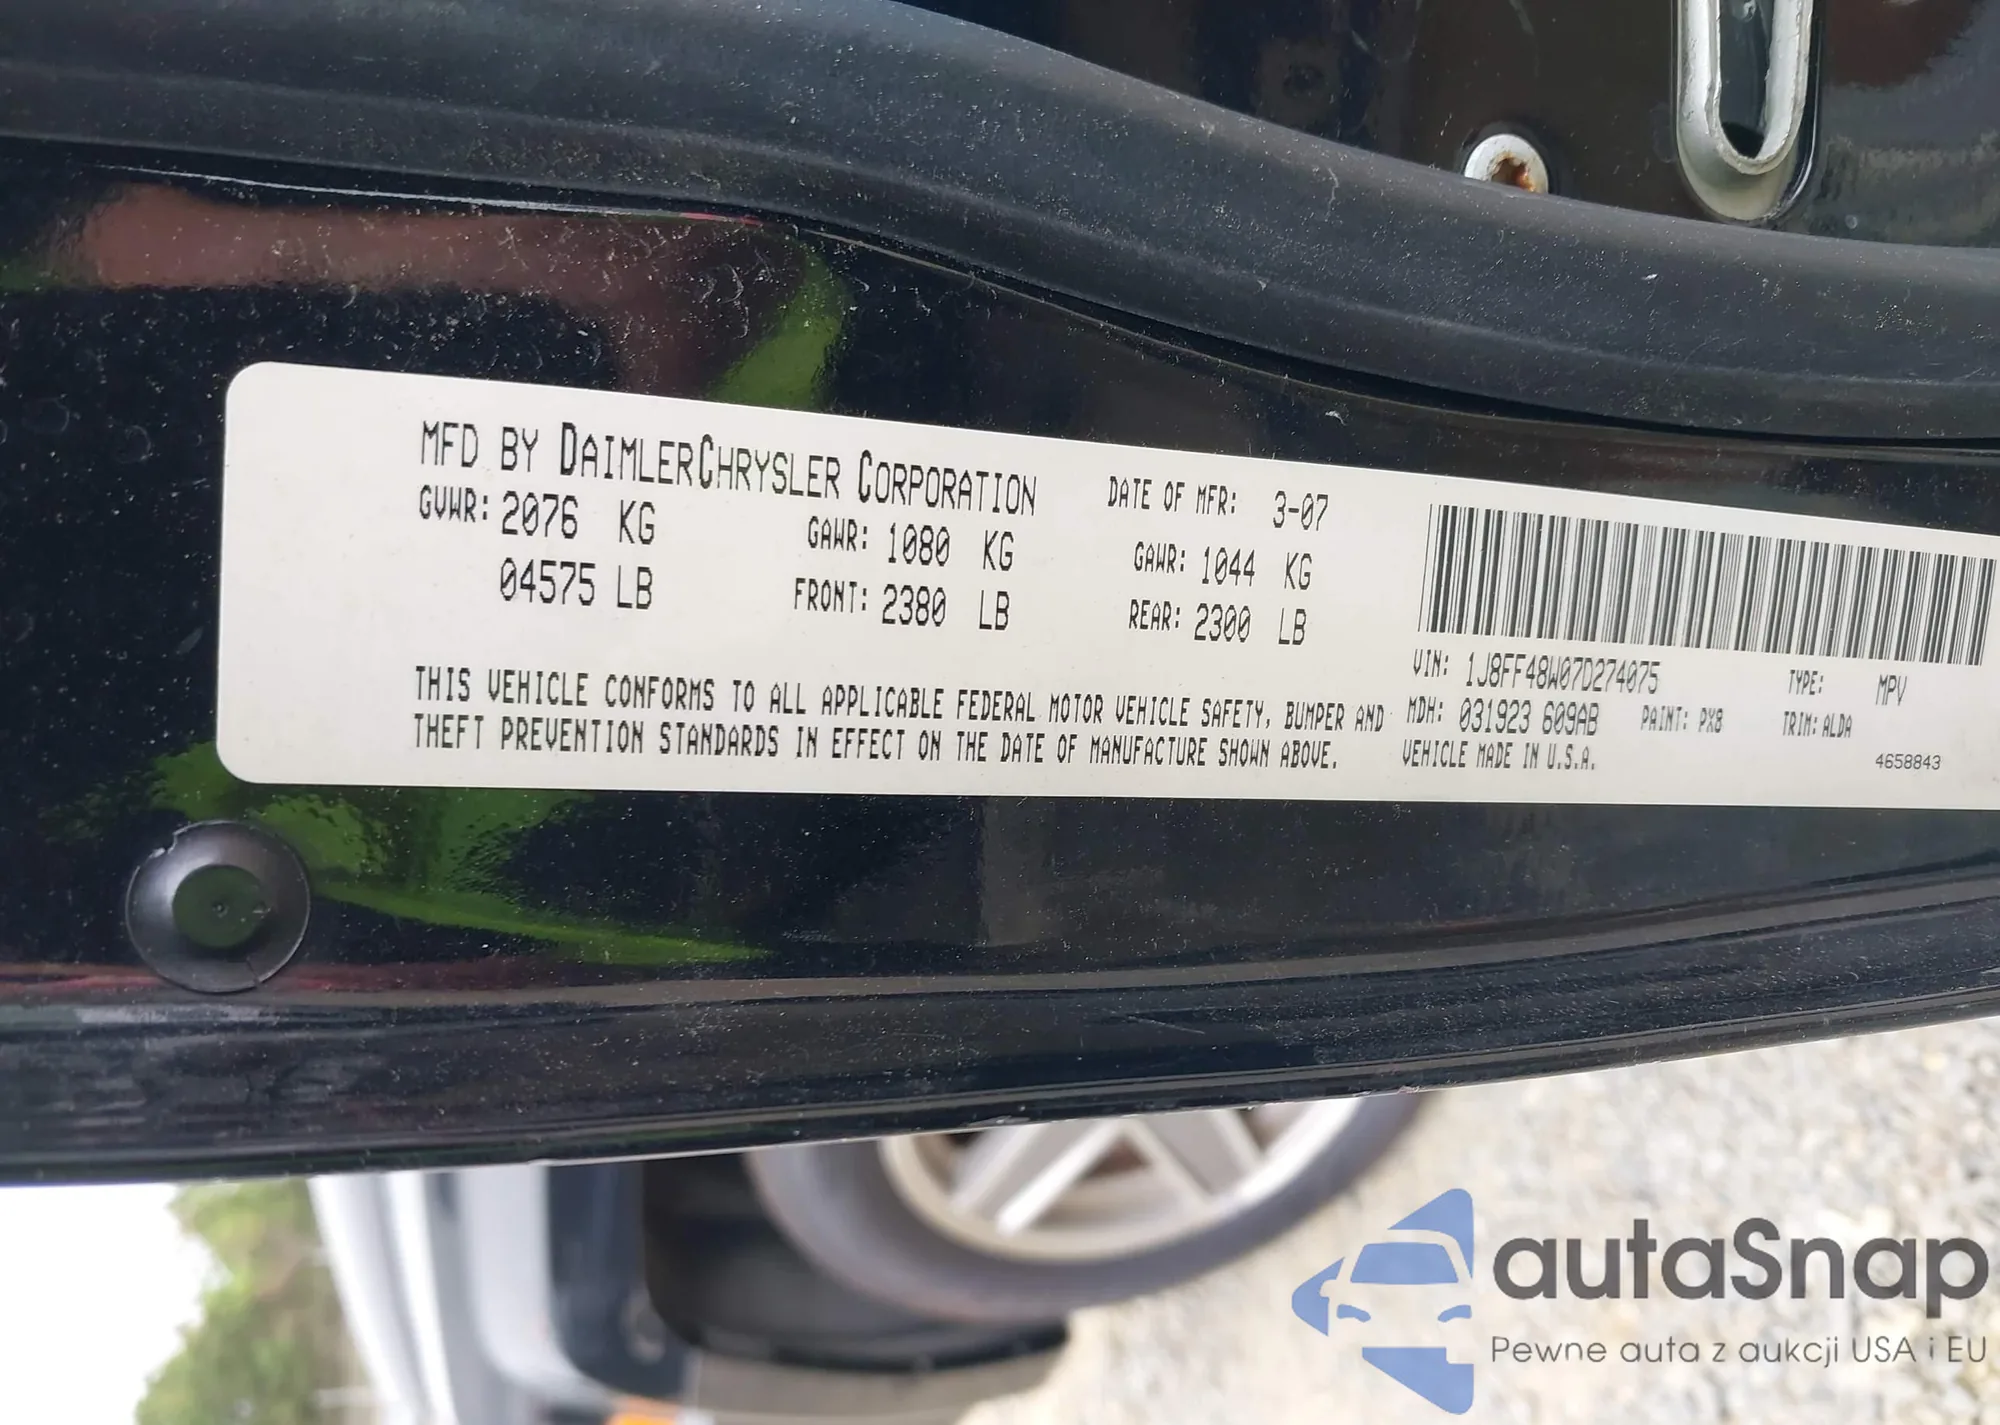 MFD BY DAIMLERCHRYSLER CORPORATION DATE OF MFR: 3-07
GVWR: 2076 KG GAWR: 1080 KG GAWR: 1044 KG
04575 LB FRONT: 2380 LB REAR: 2300 LB
THIS VEHICLE CONFORMS TO ALL APPLICABLE FEDERAL MOTOR VEHICLE SAFETY, BUMPER AND
THEFT PREVENTION STANDARDS IN EFFECT ON THE DATE OF MANUFACTURE SHOWN ABOVE.
VIN: 1J8FF48W07D274075 TYPE: MPV
MDH: 031923 609AB PAINT: PX8 TRIM: ALDA
VEHICLE MADE IN U.S.A. 4658843
autaSnap
Pewne auta z aukcji USA i EU